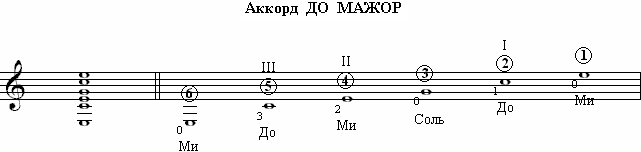 Аккорд ДО МАЖОР
III II I
6 5 4 3 2 1
0 3 2 0 1 0
Ми До Ми Соль До Ми